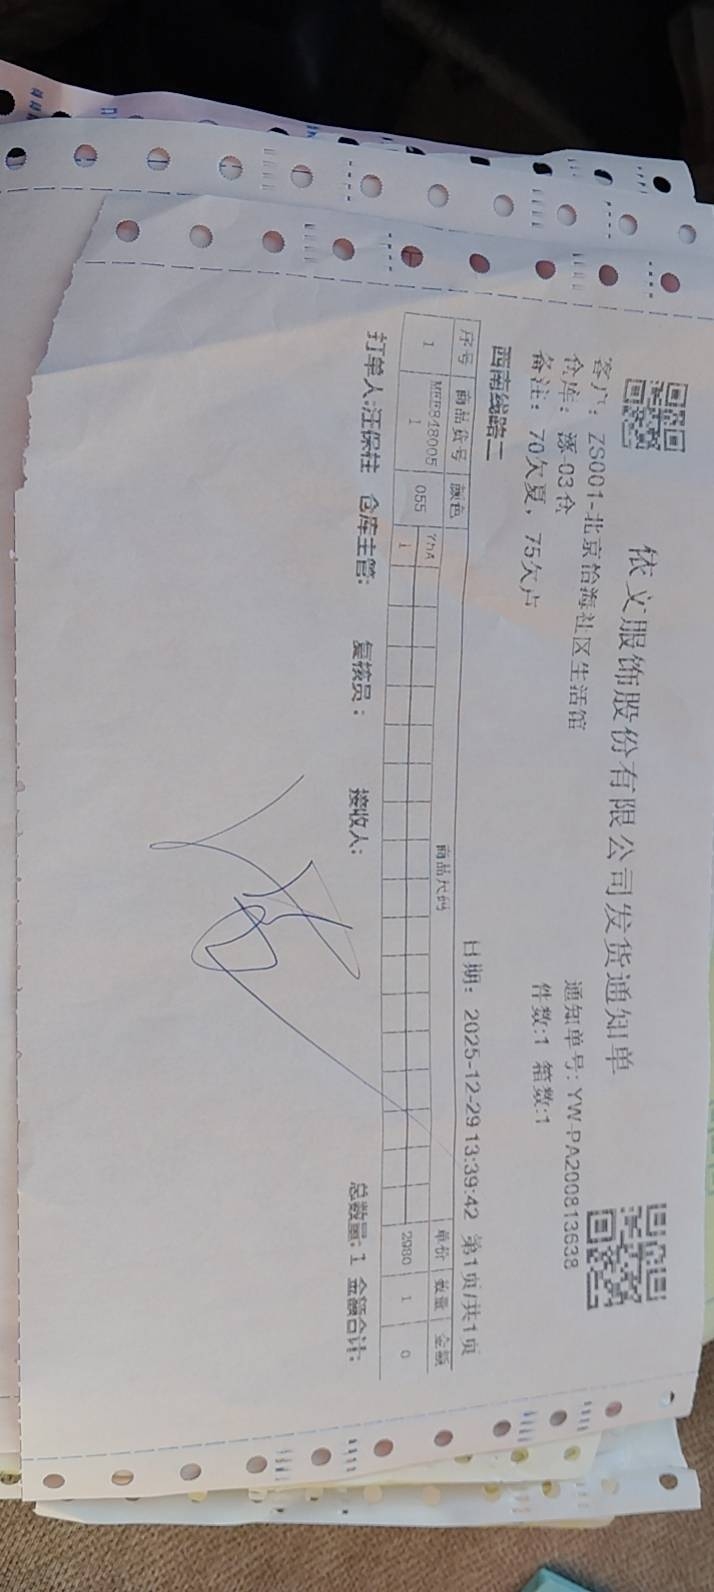 依文服饰股份有限公司发货通知单
客户: ZS001-北京怡海社区生活馆 通知单号: YW-PA200813638
仓库: 涿-03仓 件数:1 箱数:1
备注: 70欠夏, 75欠卢
西南线路二 日期: 2025-12-29 13:39:42 第1页/共1页
序号 商品货号 颜色 商品尺码 单价 数量 金额
1 055 2980 1 0
1
打单人:汪保柱 仓库主管: 复核员: 接收人: 总数量: 1 金额合计: